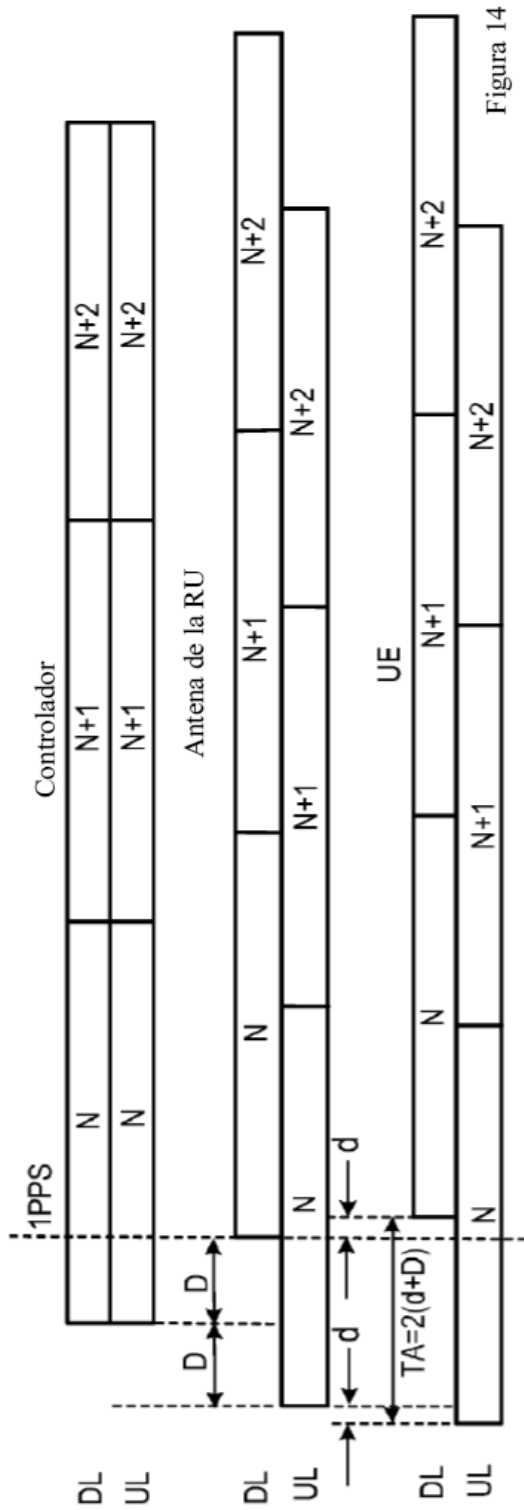 1PPS
Controlador
DL N N+1 N+2
UL N N+1 N+2
D D
Antena de la RU
DL N N+1 N+2
UL N N+1 N+2
d d
TA=2(d+D)
UE
DL N N+1 N+2
UL N N+1 N+2
Figura 14